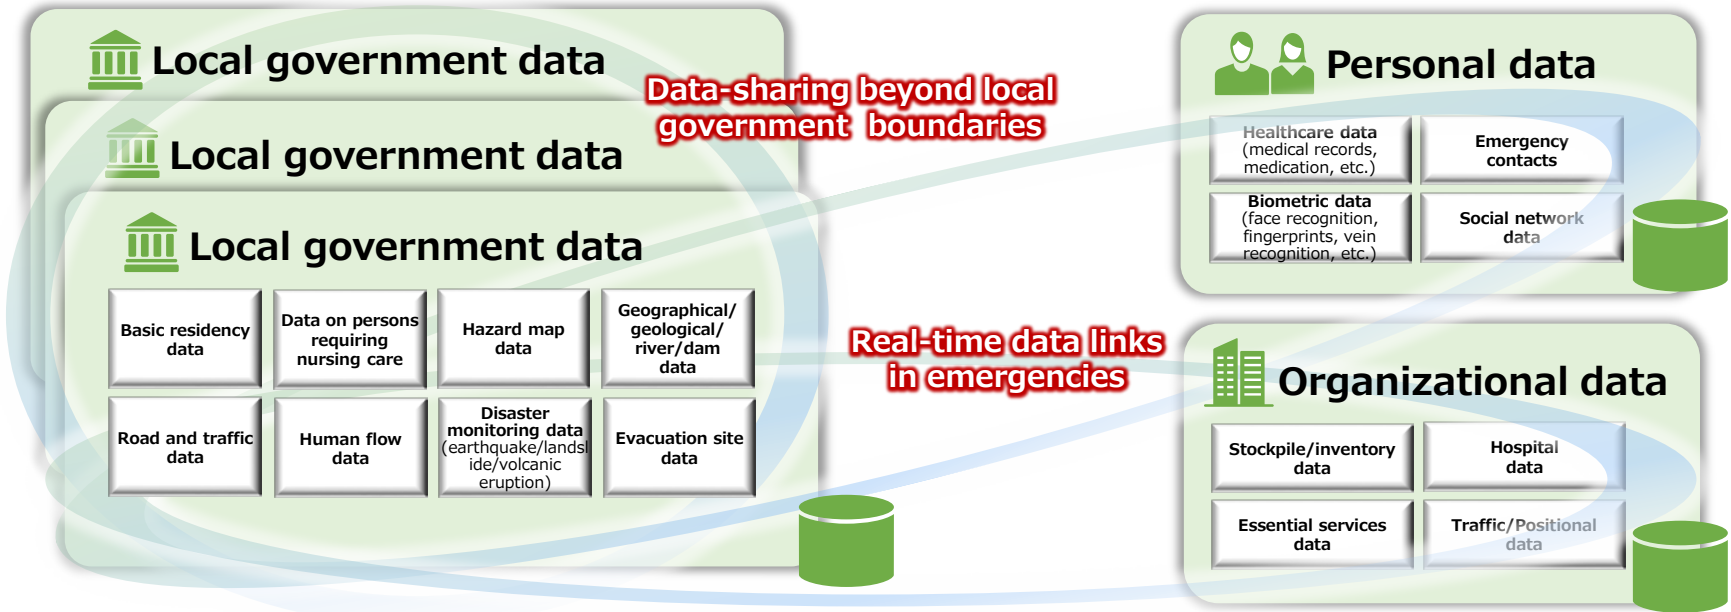 Local government data
Local government data
Local government data
Basic residency
data
Data on persons
requiring
nursing care
Hazard map
data
Geographical/
geological/
river/dam
data
Road and traffic
data
Human flow
data
Disaster
monitoring data
(earthquake/landsl
ide/volcanic
eruption)
Evacuation site
data
Data-sharing beyond local
government boundaries
Real-time data links
in emergencies
Personal data
Healthcare data
(medical records,
medication, etc.)
Emergency
contacts
Biometric data
(face recognition,
fingerprints, vein
recognition, etc.)
Social network
data
Organizational data
Stockpile/inventory
data
Hospital
data
Essential services
data
Traffic/Positional
data